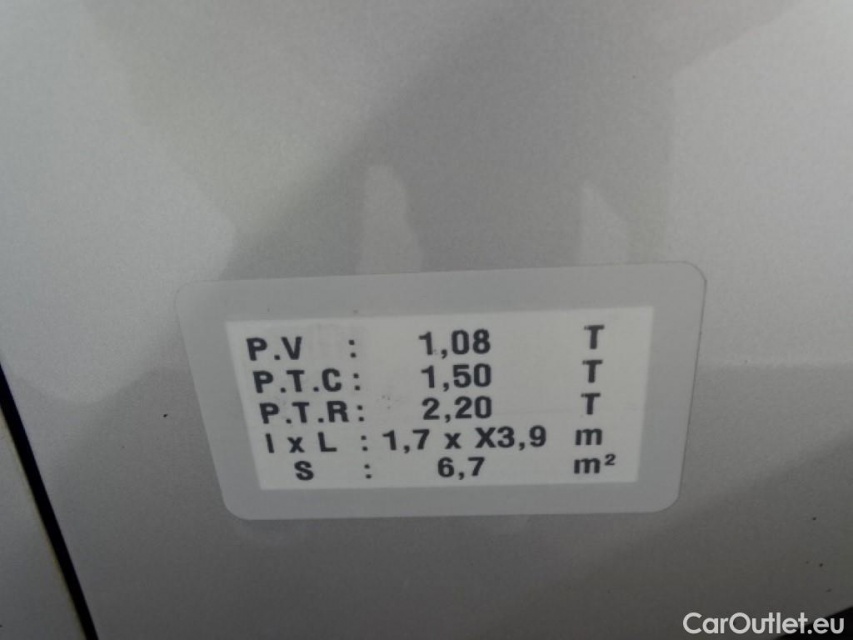 P.V : 1,08 T
P.T.C : 1,50 T
P.T.R : 2,20 T
l x L : 1,7 x X3,9 m
S : 6,7 m²
CarOutlet.eu